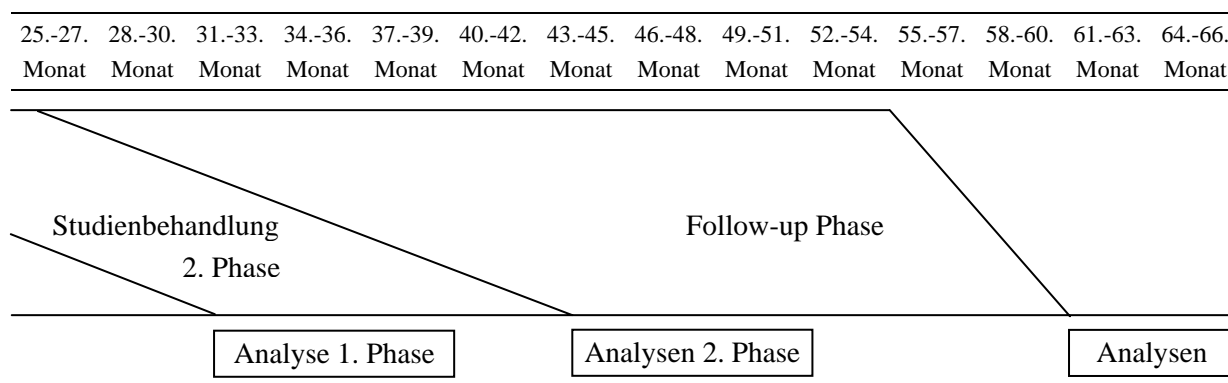 25.-27. 28.-30. 31.-33. 34.-36. 37.-39. 40.-42. 43.-45. 46.-48. 49.-51. 52.-54. 55.-57. 58.-60. 61.-63. 64.-66.
Monat Monat Monat Monat Monat Monat Monat Monat Monat Monat Monat Monat Monat Monat
Studienbehandlung Follow-up Phase
2. Phase
Analyse 1. Phase Analysen 2. Phase Analysen